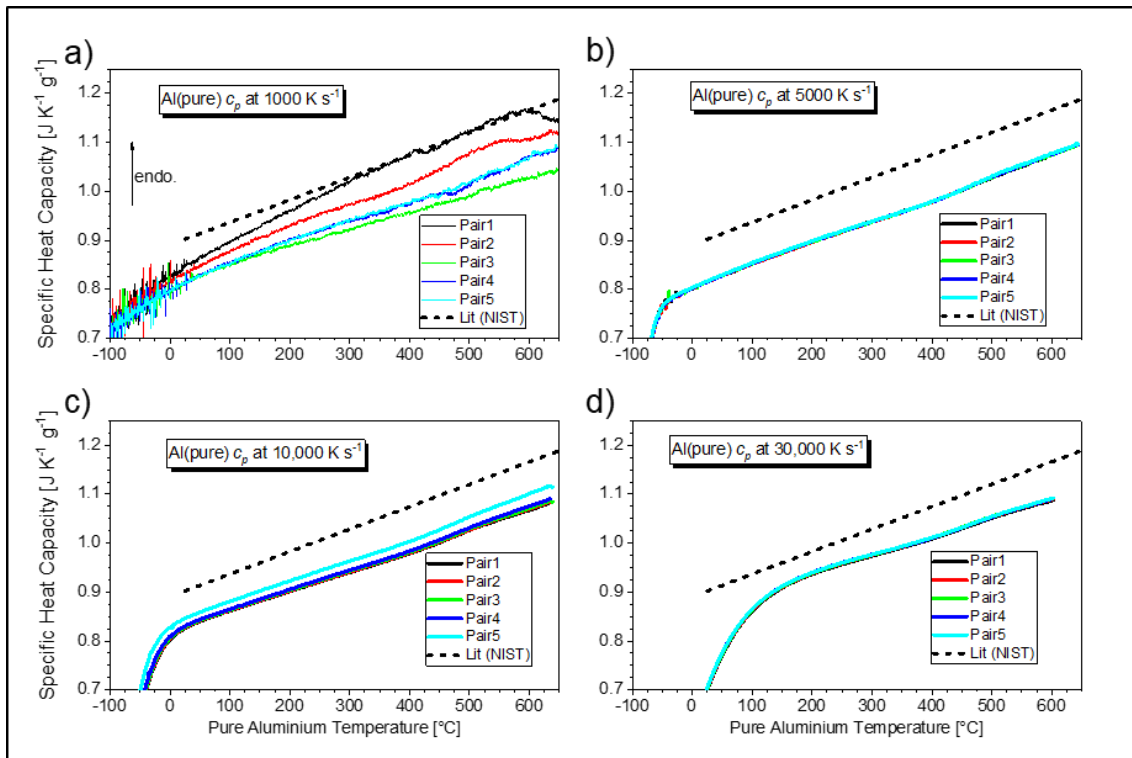 a)
Al(pure) cp at 1000 K s-1
endo.
Specific Heat Capacity [J K-1 g-1]
1.2
1.1
1.0
0.9
0.8
0.7
-100 0 100 200 300 400 500 600
Pair1
Pair2
Pair3
Pair4
Pair5
Lit (NIST)
b)
Al(pure) cp at 5000 K s-1
1.2
1.1
1.0
0.9
0.8
0.7
-100 0 100 200 300 400 500 600
Pair1
Pair2
Pair3
Pair4
Pair5
Lit (NIST)
c)
Al(pure) cp at 10,000 K s-1
Specific Heat Capacity [J K-1 g-1]
1.2
1.1
1.0
0.9
0.8
0.7
-100 0 100 200 300 400 500 600
Pair1
Pair2
Pair3
Pair4
Pair5
Lit (NIST)
Pure Aluminium Temperature [°C]
d)
Al(pure) cp at 30,000 K s-1
1.2
1.1
1.0
0.9
0.8
0.7
-100 0 100 200 300 400 500 600
Pair1
Pair2
Pair3
Pair4
Pair5
Lit (NIST)
Pure Aluminium Temperature [°C]